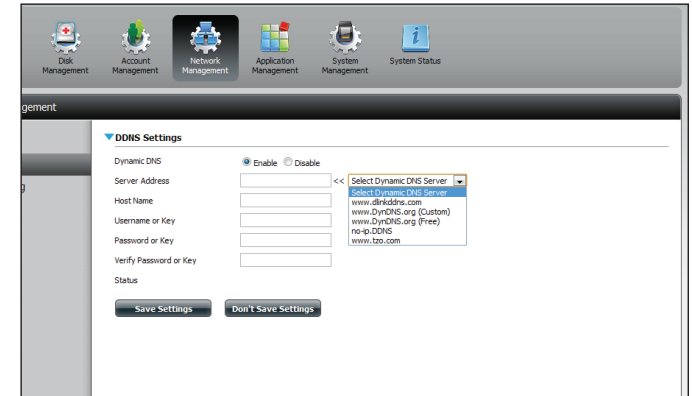 Disk Management
Account Management
Network Management
Application Management
System Management
System Status
gement
DDNS Settings
Dynamic DNS
Enable
Disable
Server Address
<<
Select Dynamic DNS Server
Select Dynamic DNS Server
www.dlinkddns.com
www.DynDNS.org (Custom)
www.DynDNS.org (Free)
no-ip.DDNS
www.tzo.com
g
Host Name
Username or Key
Password or Key
Verify Password or Key
Status
Save Settings
Don't Save Settings